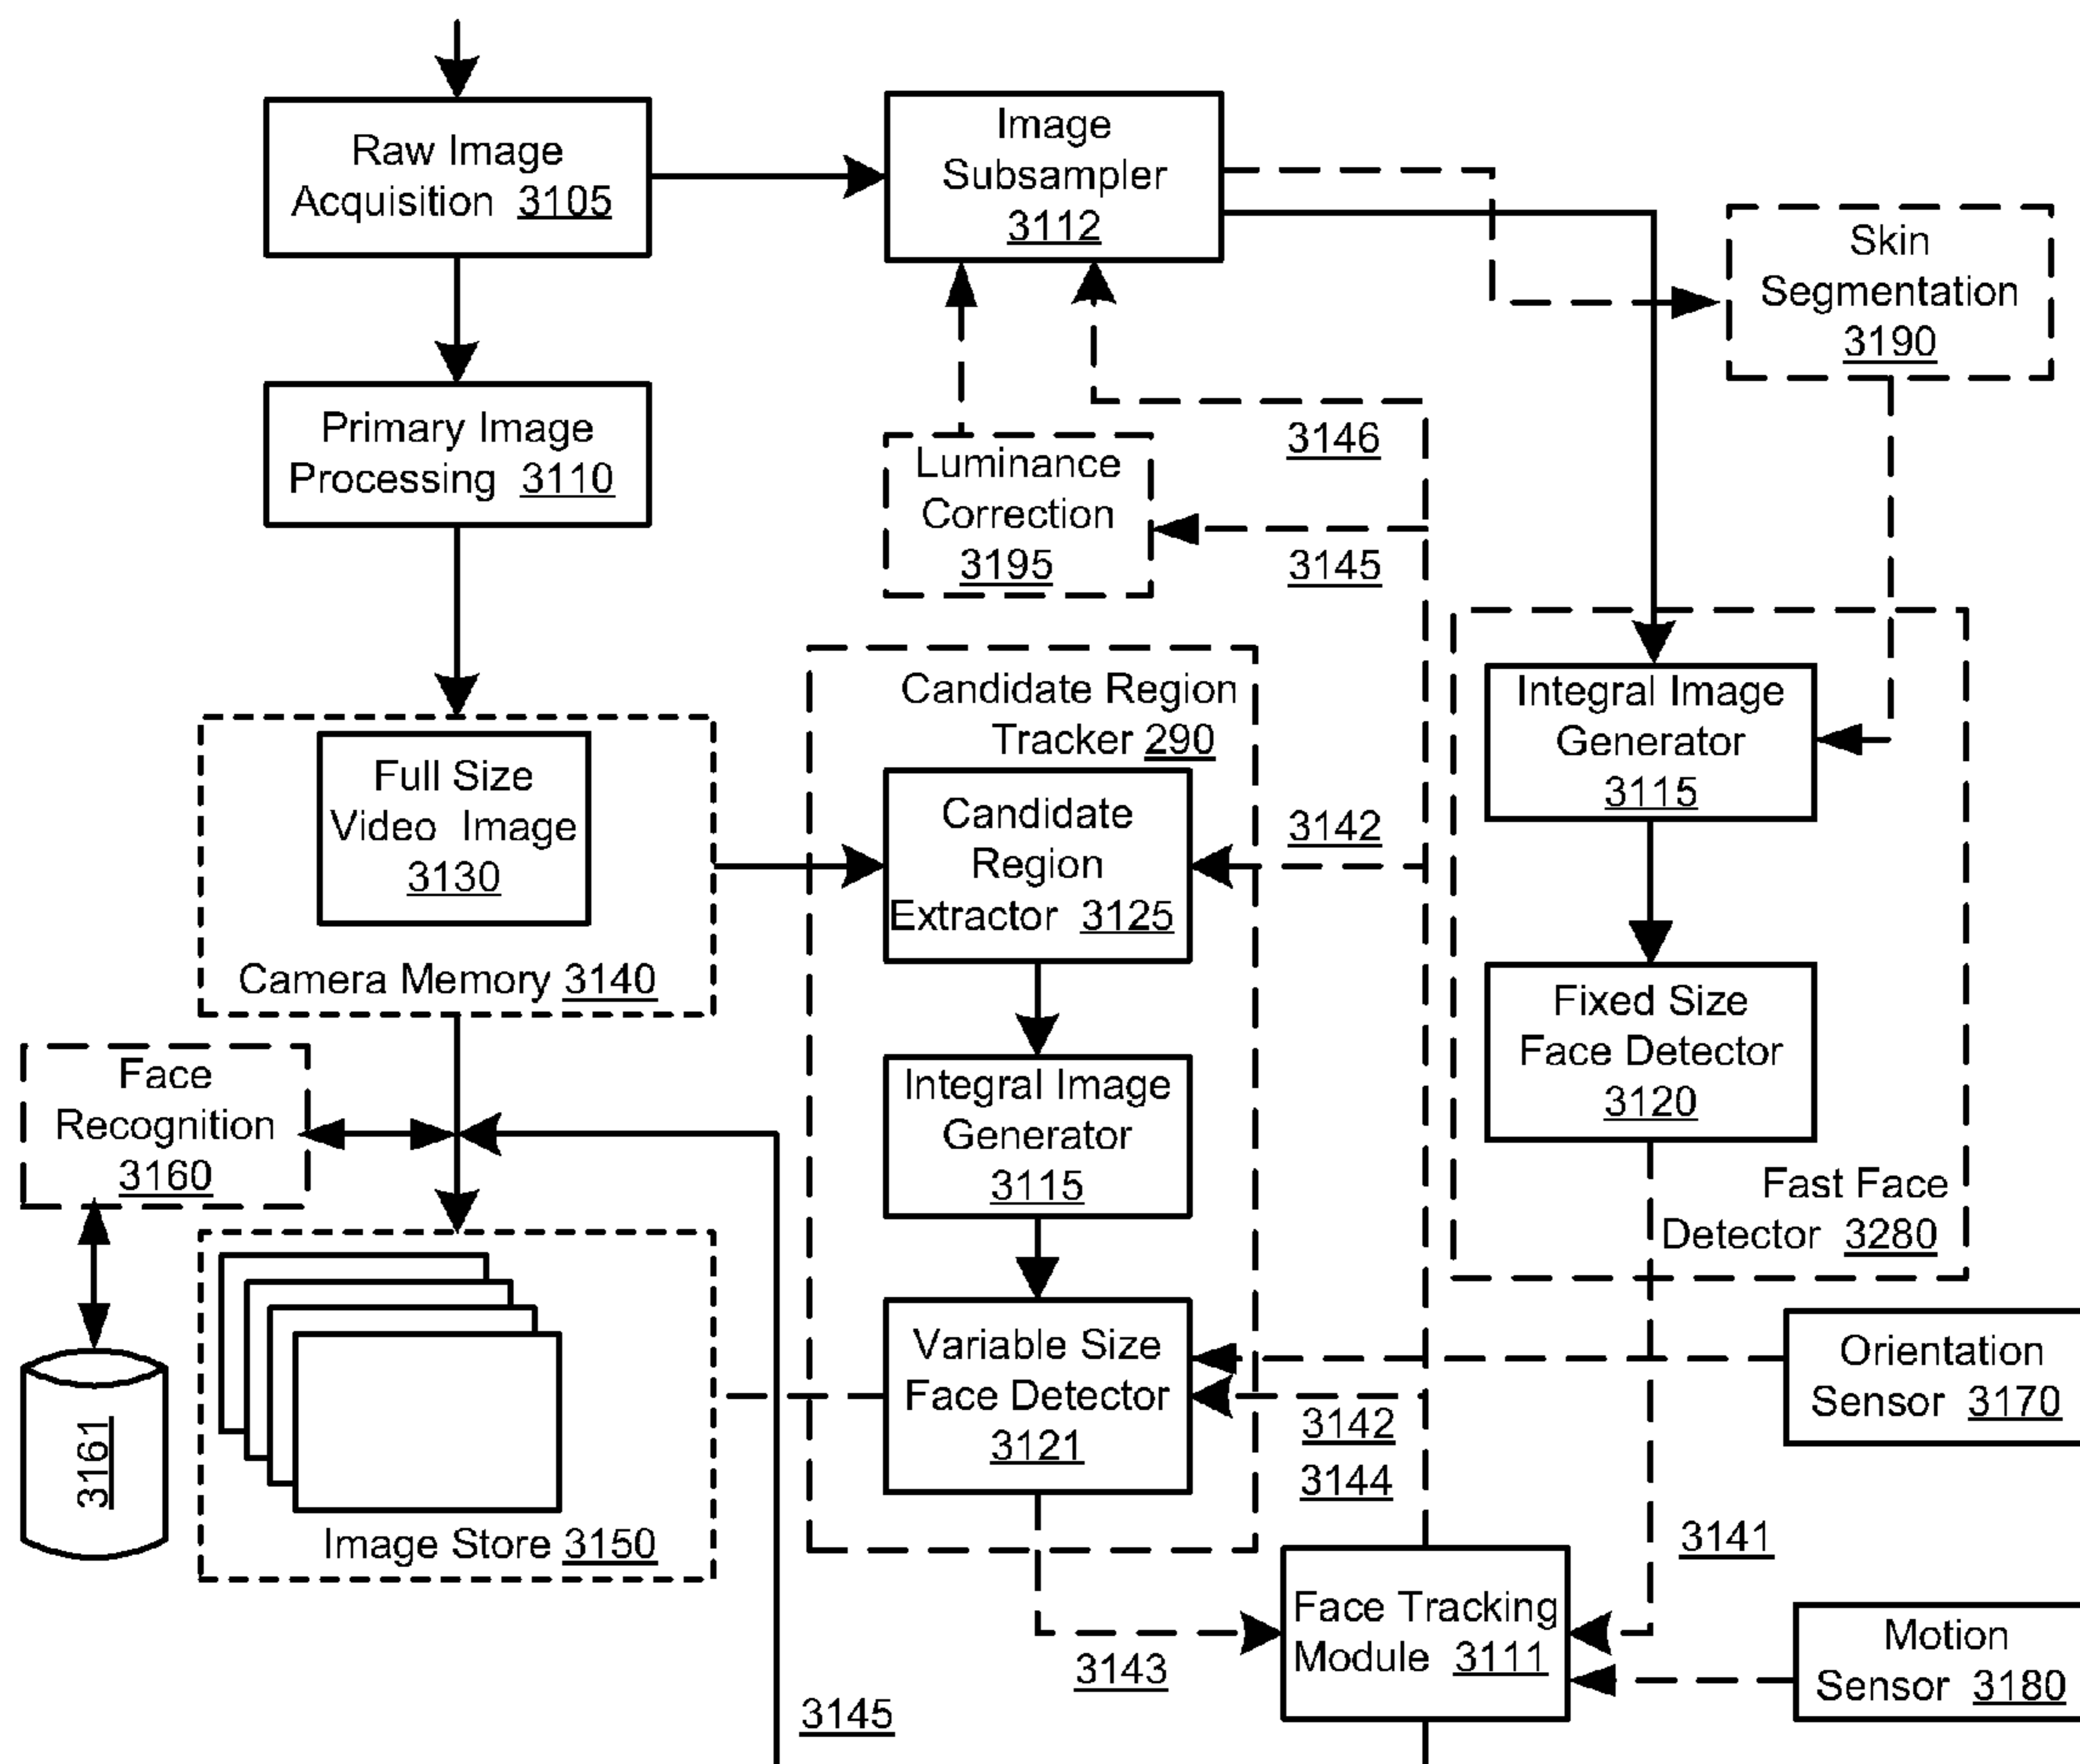 Raw Image
Acquisition 3105
Image
Subsampler
3112
Skin
Segmentation
3190
Primary Image
Processing 3110
Luminance
Correction
3195
3146
3145
Candidate Region
Tracker 290
Integral Image
Generator
3115
Full Size
Video Image
3130
Camera Memory 3140
Candidate
Region
Extractor 3125
3142
Fixed Size
Face Detector
3120
Fast Face
Detector 3280
Face
Recognition
3160
Integral Image
Generator
3115
3161
Image Store 3150
Variable Size
Face Detector
3121
3142
3144
Orientation
Sensor 3170
3141
3143
Face Tracking
Module 3111
Motion
Sensor 3180
3145